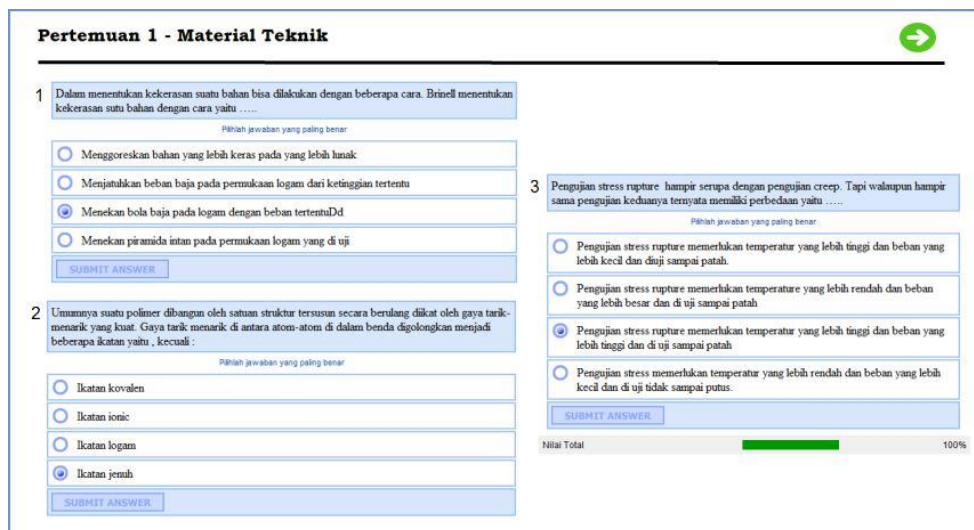 Pertemuan 1 - Material Teknik
1
Dalam menentukan kekerasan suatu bahan bisa dilakukan dengan beberapa cara. Brinell menentukan
kekerasan sutu bahan dengan cara yaitu …..
Pilihlah jawaban yang paling benar
Menggoreskan bahan yang lebih keras pada yang lebih lunak
Menjatuhkan beban baja pada permukaan logam dari ketinggian tertentu
Menekan bola baja pada logam dengan beban tertentuDd
Menekan piramida intan pada permukaan logam yang di uji
SUBMIT ANSWER
2
Umumnya suatu polimer dibangun oleh satuan struktur tersusun secara berulang diikat oleh gaya tarik-
menarik yang kuat. Gaya tarik menarik di antara atom-atom di dalam benda digolongkan menjadi
beberapa ikatan yaitu , kecuali :
Pilihlah jawaban yang paling benar
Ikatan kovalen
Ikatan ionic
Ikatan logam
Ikatan jenuh
SUBMIT ANSWER
3
Pengujian stress rupture hampir serupa dengan pengujian creep. Tapi walaupun hampir
sama pengujian keduanya ternyata memiliki perbedaan yaitu …..
Pilihlah jawaban yang paling benar
Pengujian stress rupture memerlukan temperatur yang lebih tinggi dan beban yang
lebih kecil dan diuji sampai patah.
Pengujian stress rupture memerlukan temperature yang lebih rendah dan beban
yang lebih besar dan di uji sampai patah
Pengujian stress rupture memerlukan temperatur yang lebih tinggi dan beban yang
lebih tinggi dan di uji sampai patah
Pengujian stress memerlukan temperatur yang lebih rendah dan beban yang lebih
kecil dan di uji tidak sampai putus.
SUBMIT ANSWER
Nilai Total 100%